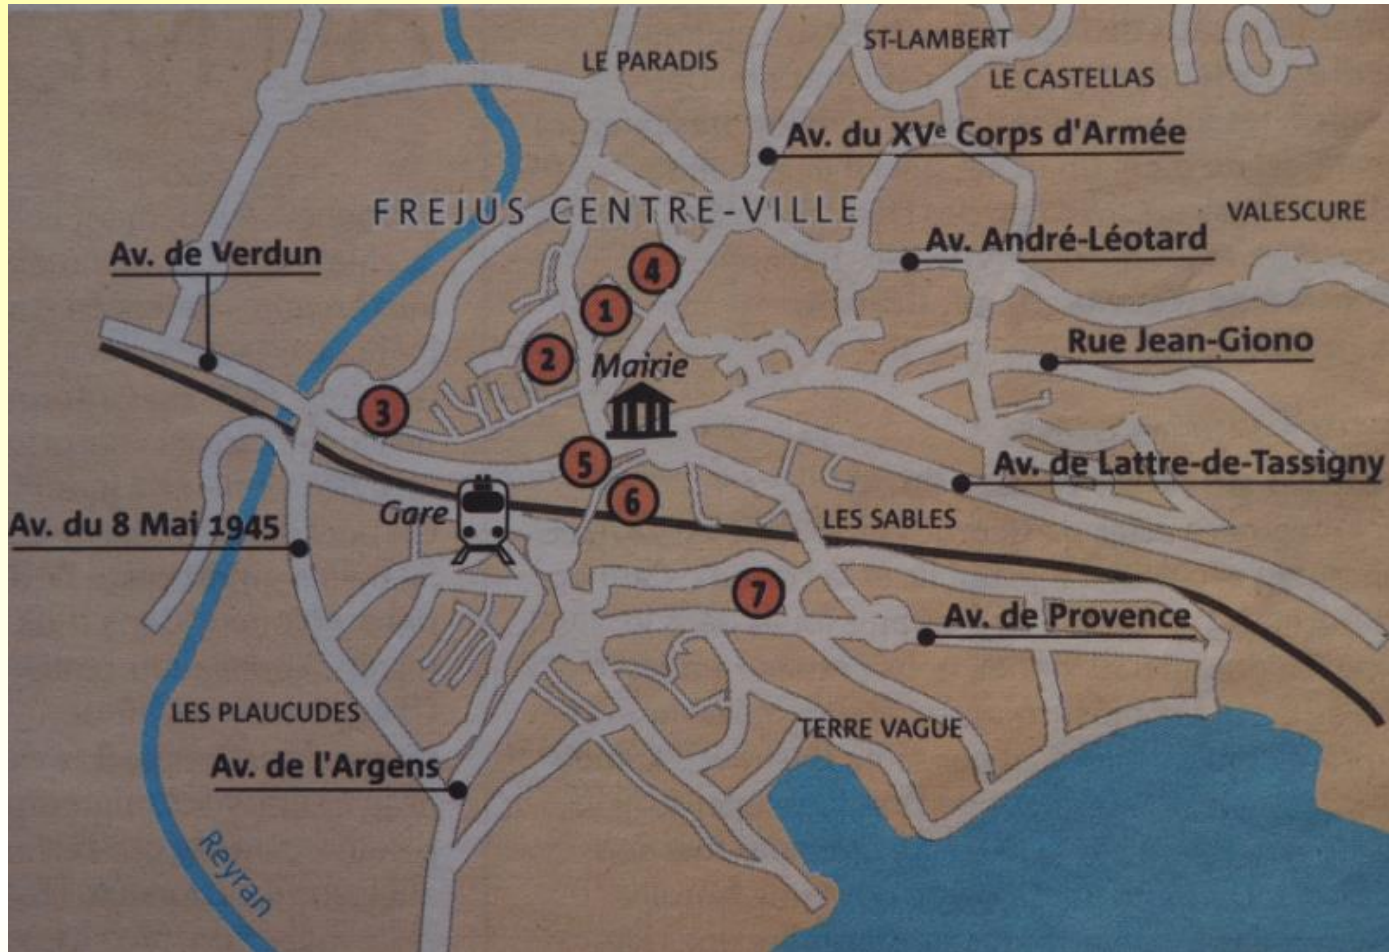 LE PARADIS
ST-LAMBERT
LE CASTELLAS
Av. du XVe Corps d'Armée
FREJUS CENTRE-VILLE
VALESCURE
Av. de Verdun
Av. André-Léotard
4
1
2
Mairie
Rue Jean-Giono
3
5
Av. de Lattre-de-Tassigny
6
Gare
LES SABLES
Av. du 8 Mai 1945
7
Av. de Provence
LES PLAUCUDES
TERRE VAGUE
Av. de l'Argens
Reyran